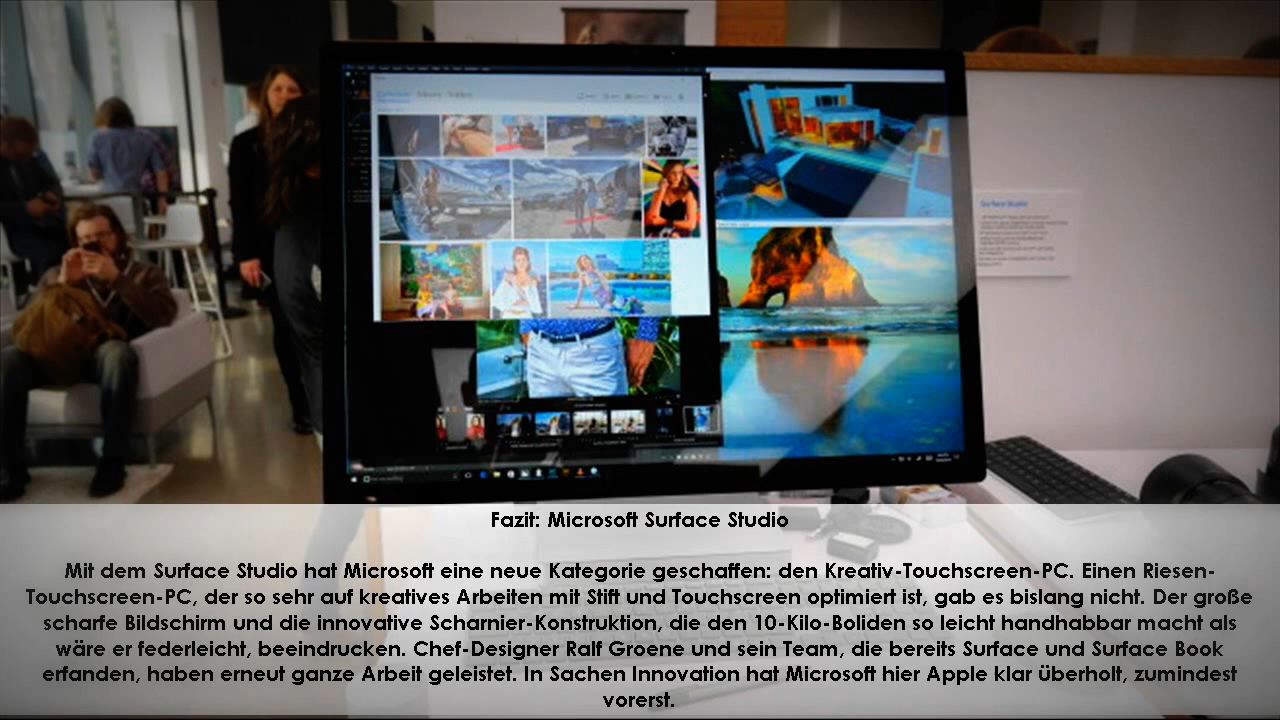 Surface Studio
Fazit: Microsoft Surface Studio
Mit dem Surface Studio hat Microsoft eine neue Kategorie geschaffen: den Kreativ-Touchscreen-PC. Einen Riesen-
Touchscreen-PC, der so sehr auf kreatives Arbeiten mit Stift und Touchscreen optimiert ist, gab es bislang nicht. Der große
scharfe Bildschirm und die innovative Scharnier-Konstruktion, die den 10-Kilo-Boliden so leicht handhabbar macht als
wäre er federleicht, beeindrucken. Chef-Designer Ralf Groene und sein Team, die bereits Surface und Surface Book
erfanden, haben erneut ganze Arbeit geleistet. In Sachen Innovation hat Microsoft hier Apple klar überholt, zumindest
vorerst.